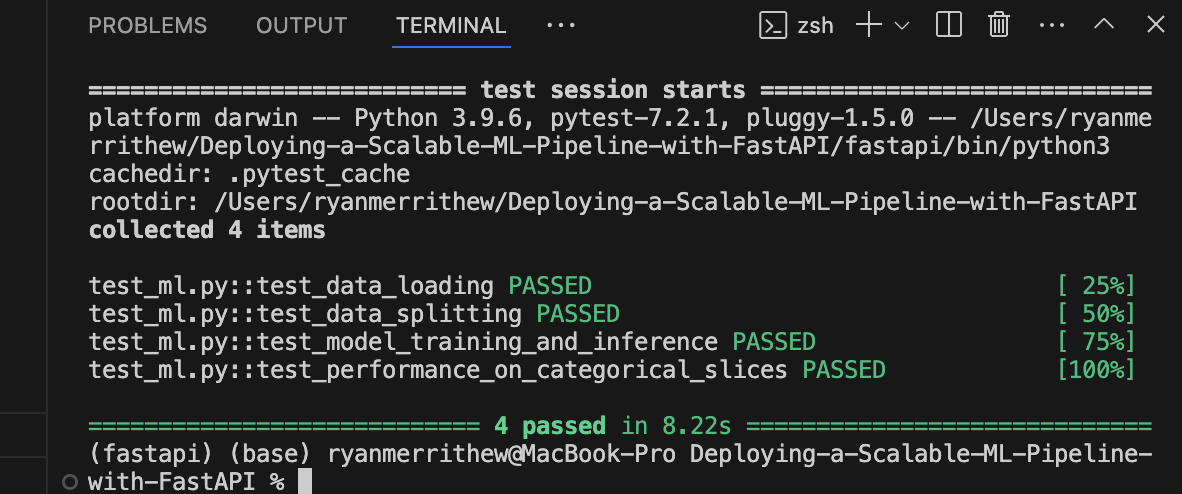 PROBLEMS OUTPUT TERMINAL ··· zsh
=========================== test session starts ============================
platform darwin -- Python 3.9.6, pytest-7.2.1, pluggy-1.5.0 -- /Users/ryanme
rrithew/Deploying-a-Scalable-ML-Pipeline-with-FastAPI/fastapi/bin/python3
cachedir: .pytest_cache
rootdir: /Users/ryanmerrithew/Deploying-a-Scalable-ML-Pipeline-with-FastAPI
collected 4 items

test_ml.py::test_data_loading PASSED [ 25%]
test_ml.py::test_data_splitting PASSED [ 50%]
test_ml.py::test_model_training_and_inference PASSED [ 75%]
test_ml.py::test_performance_on_categorical_slices PASSED [100%]

============================ 4 passed in 8.22s =============================
(fastapi) (base) ryanmerrithew@MacBook-Pro Deploying-a-Scalable-ML-Pipeline-
with-FastAPI %